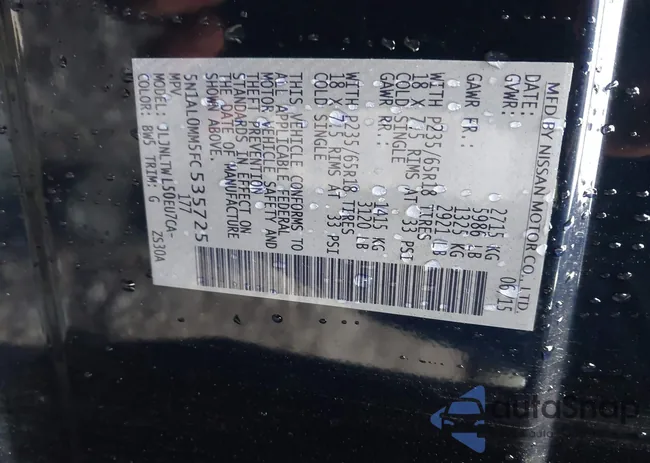 MFD BY NISSAN MOTOR CO., LTD.
DATE: 06/15
GVWR: 2715 KG
5986 LB
GAWR FR: 1325 KG
2921 LB
WITH P235/65R18 TIRES
18 X 7.5 RIMS AT 33 PSI
COLD SINGLE
GAWR RR: 1415 KG
3120 LB
WITH P235/65R18 TIRES
18 X 7.5 RIMS AT 33 PSI
COLD SINGLE
THIS VEHICLE CONFORMS TO
ALL APPLICABLE FEDERAL
MOTOR VEHICLE SAFETY AND
THEFT PREVENTION
STANDARDS IN EFFECT ON
THE DATE OF MANUFACTURE
SHOWN ABOVE.
5N1AL0MM5FC535725
MPV 177
MODEL:
COLOR: BW5 TRIM: G ZS30A
autoSnap